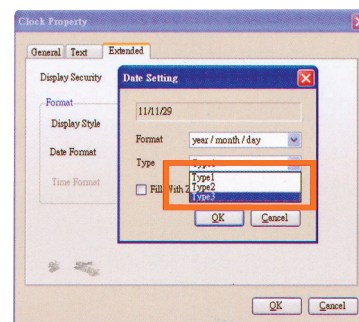 Clock Property
General Text Extended
Display Security
Date Setting
Format
11/11/29
Display Style
Format year / month / day
Date Format
Type
Type1
Type2
Time Format
Fill With
Type3
OK Cancel
OK Cancel